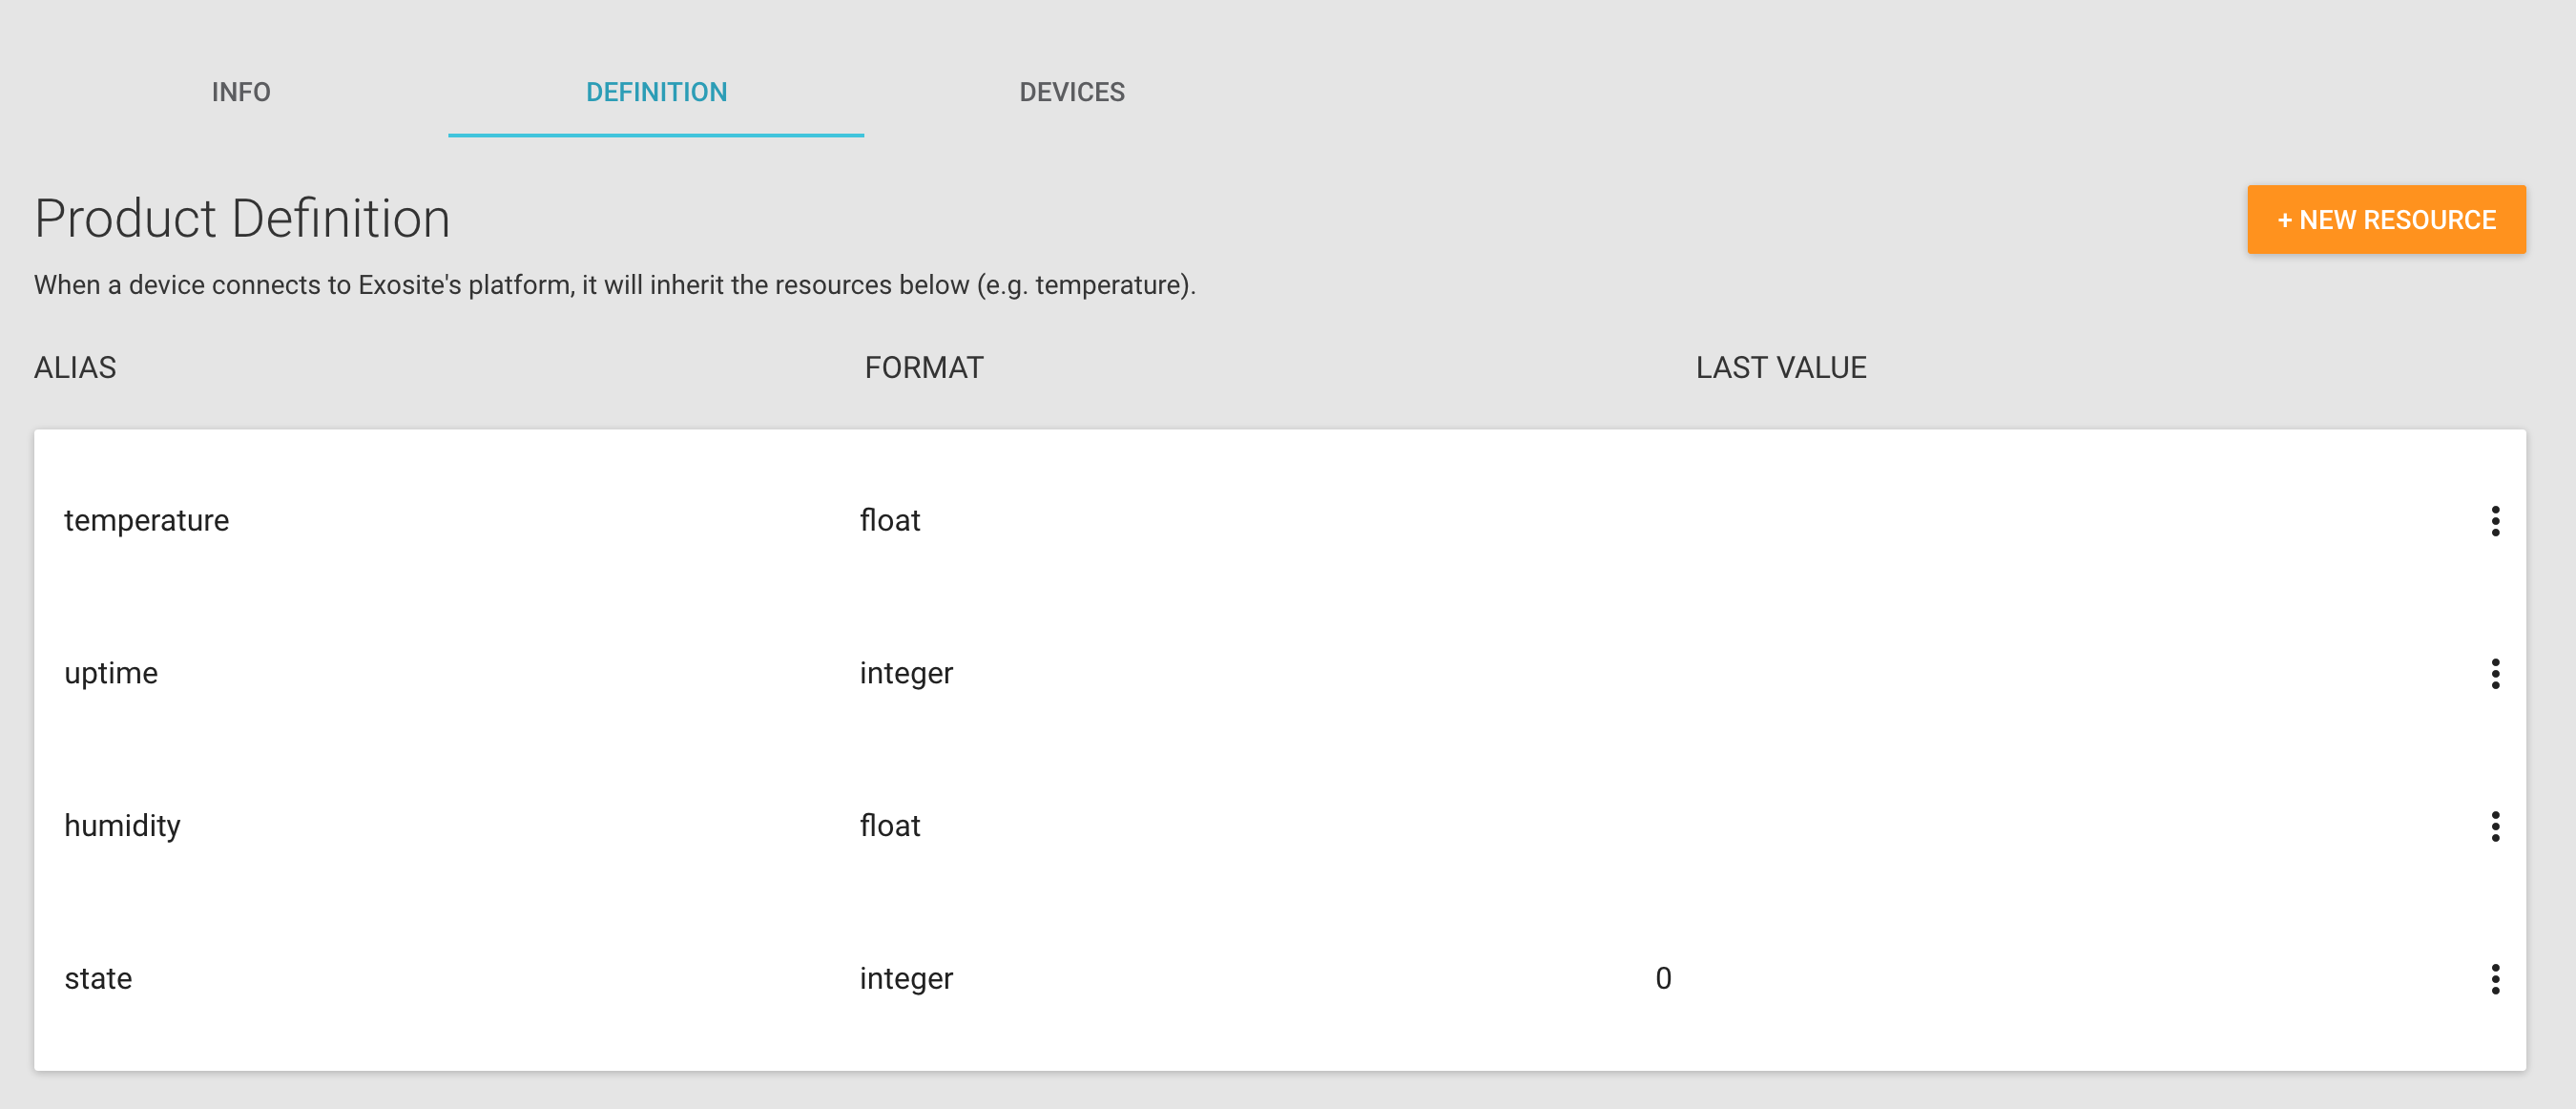 INFO DEFINITION DEVICES
Product Definition
+ NEW RESOURCE
When a device connects to Exosite's platform, it will inherit the resources below (e.g. temperature).
ALIAS FORMAT LAST VALUE
temperature float
uptime integer
humidity float
state integer 0